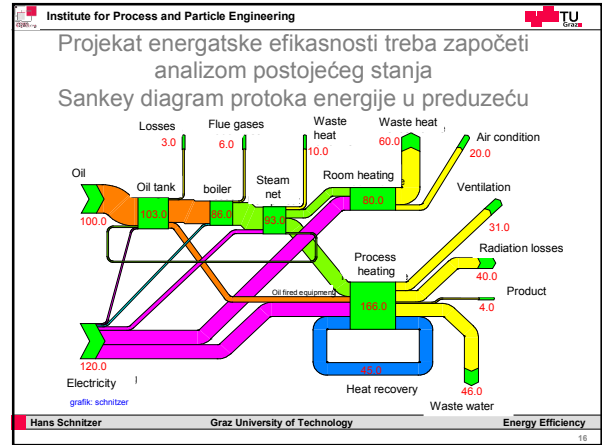 Institute for Process and Particle Engineering
TU
Graz
Projekat energatske efikasnosti treba započeti
analizom postojećeg stanja
Sankey diagram protoka energije u preduzeću
Losses
3.0
Flue gases
6.0
Waste
heat
10.0
Waste heat
60.0
Air condition
20.0
Oil
100.0
Oil tank
103.0
boiler
86.0
Steam
net
93.0
Room heating
80.0
Ventilation
31.0
Radiation losses
40.0
Process
heating
166.0
Product
4.0
Oil fired equipment
120.0
Electricity
45.0
Heat recovery
46.0
Waste water
grafik: schnitzer
Hans Schnitzer Graz University of Technology Energy Efficiency
16